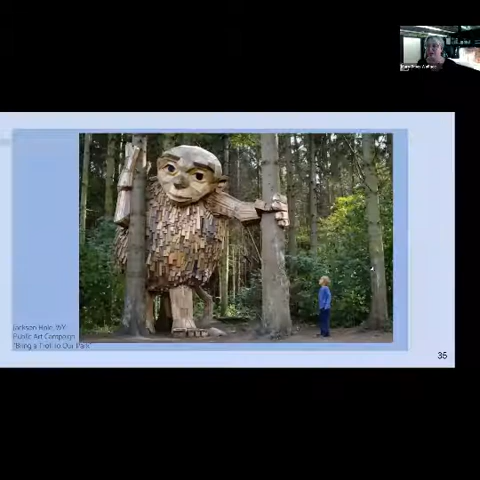 Jackson Hole, WY
Public Art Campaign
"Bring a Troll to Our Park"
35